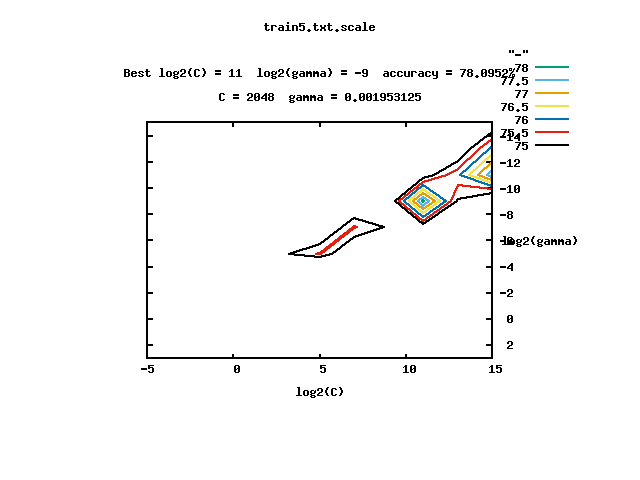 train5.txt.scale
"-"
Best log2(C) = 11 log2(gamma) = -9 accuracy = 78.0952%
C = 2048 gamma = 0.001953125
78
77.5
77
76.5
76
75.5
75
-14
-12
-10
-8
-6
log2(gamma)
-4
-2
0
2
-5 0 5 10 15
log2(C)